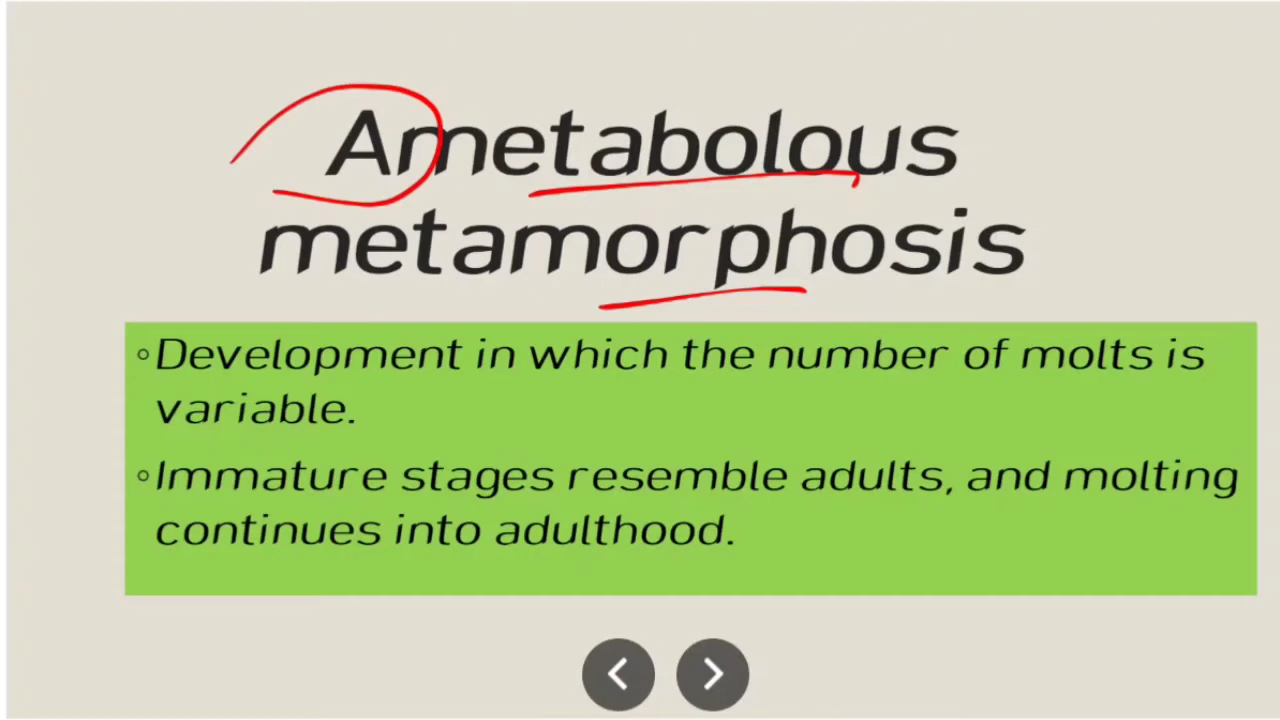 Ametabolous
metamorphosis
◦Development in which the number of molts is
variable.
◦Immature stages resemble adults, and molting
continues into adulthood.